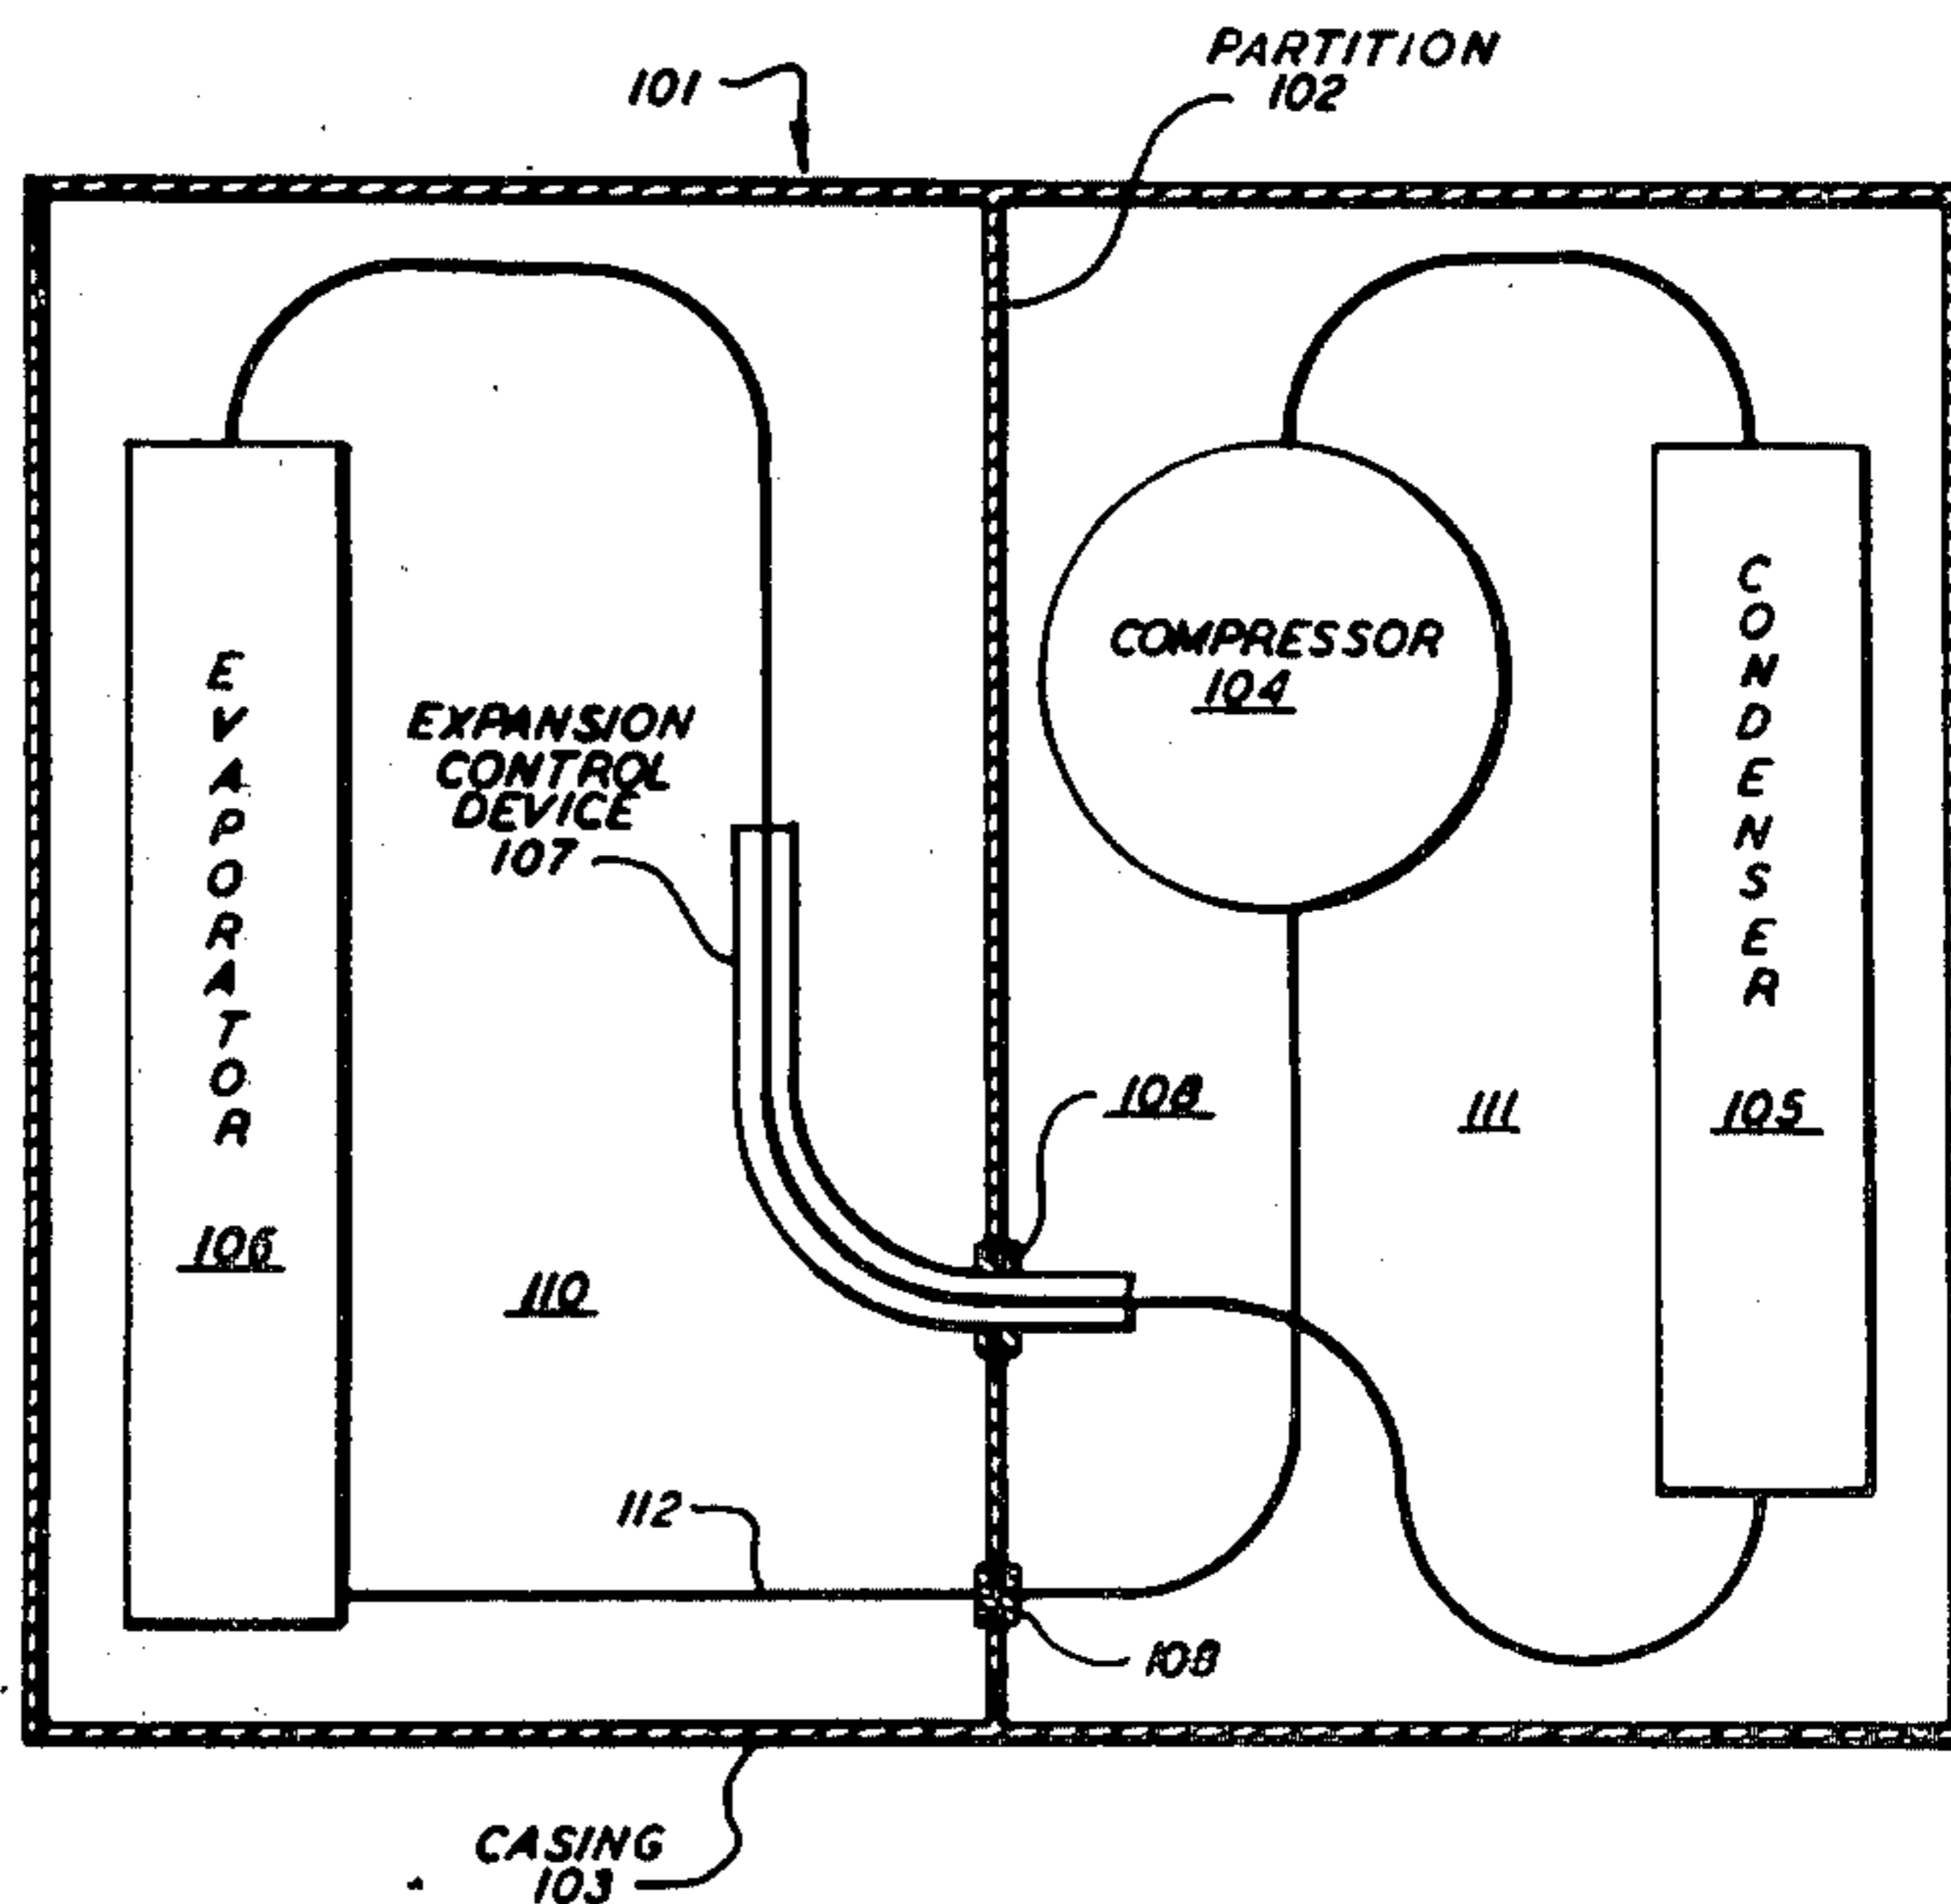 PARTITION
102
101
COMPRESSOR
104
CONDENSER
105
EVAPORATOR
106
EXPANSION
CONTROL
DEVICE
107
108
111
110
112
108
CASING
103